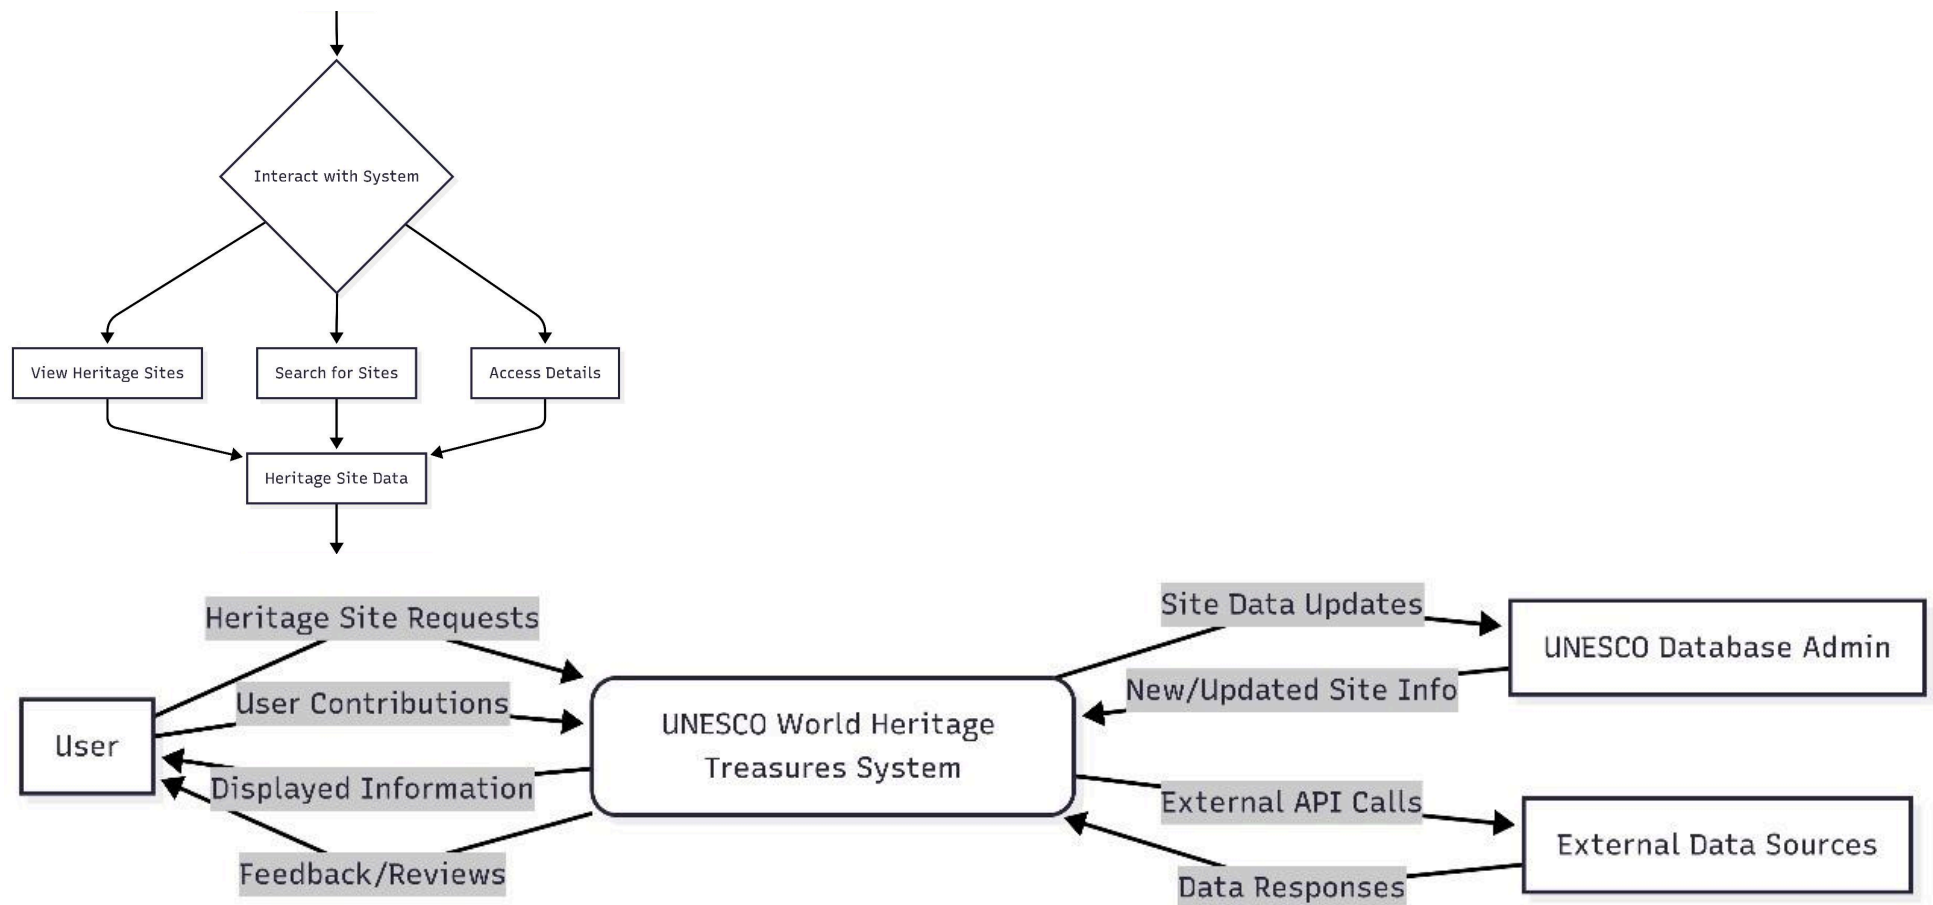 Interact with System
View Heritage Sites
Search for Sites
Access Details
Heritage Site Data
Heritage Site Requests
User Contributions
User
Displayed Information
Feedback/Reviews
UNESCO World Heritage
Treasures System
Site Data Updates
New/Updated Site Info
UNESCO Database Admin
External API Calls
External Data Sources
Data Responses